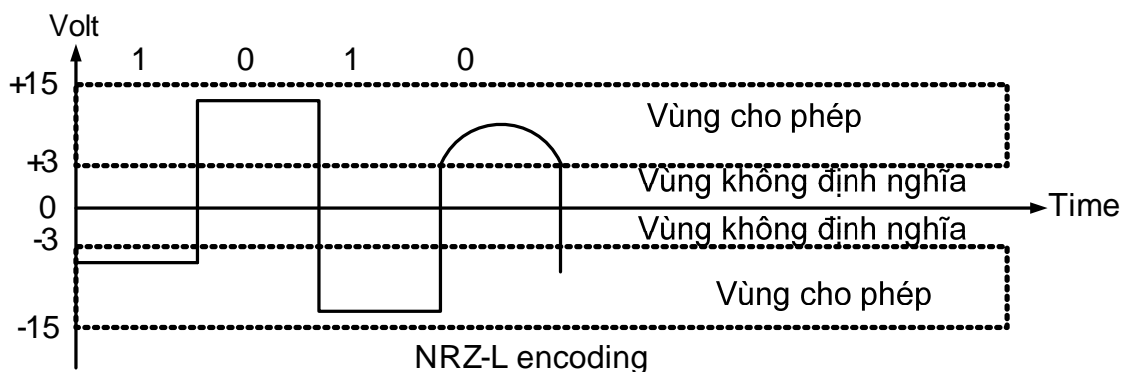 Volt
1 0 1 0
+15
Vùng cho phép
+3
Vùng không định nghĩa
0
Time
-3
Vùng không định nghĩa
Vùng cho phép
-15
NRZ-L encoding